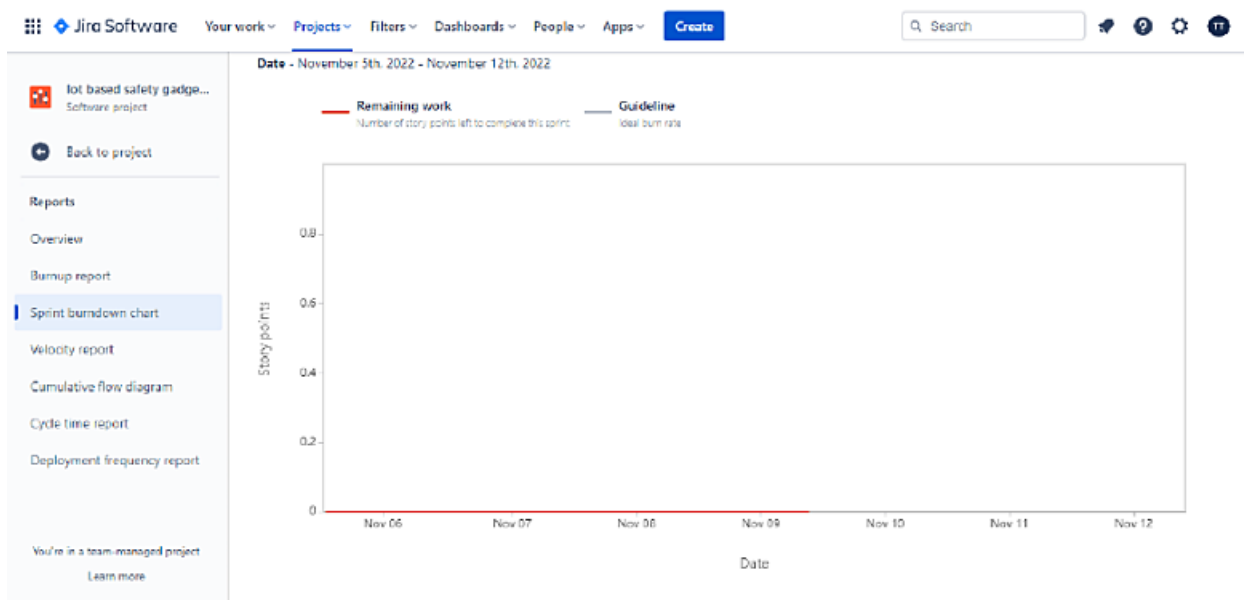 Jira Software Your work Projects Filters Dashboards People Apps Create Search TT
Iot based safety gadge...
Software project
Back to project
Reports
Overview
Burnup report
Sprint burndown chart
Velocity report
Cumulative flow diagram
Cycle time report
Deployment frequency report
You're in a team-managed project
Learn more
Date - November 5th, 2022 - November 12th, 2022
Remaining work
Number of story points left to complete this sprint
Guideline
Ideal burn rate
Story points
0.8
0.6
0.4
0.2
0
Nov 06 Nov 07 Nov 08 Nov 09 Nov 10 Nov 11 Nov 12
Date